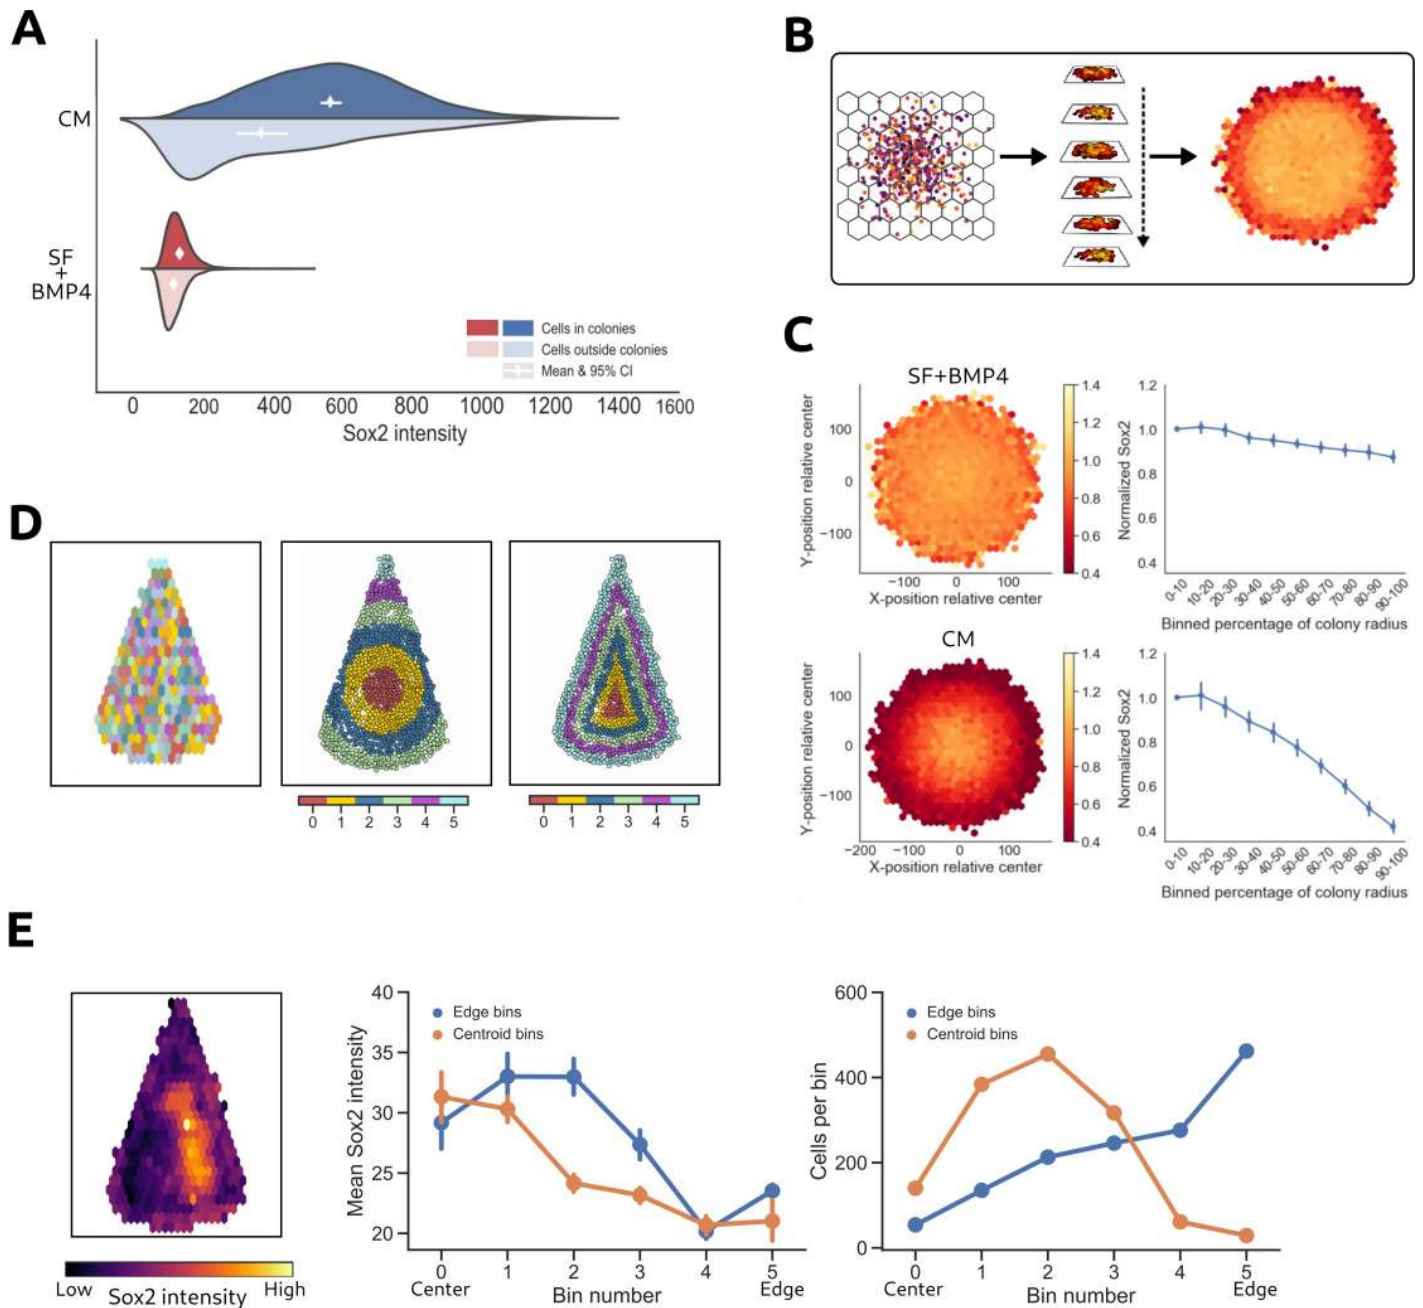 A
CM
SF
+
BMP4
Cells in colonies
Cells outside colonies
Mean & 95% CI
0 200 400 600 800 1000 1200 1400 1600
Sox2 intensity
B
C
SF+BMP4
Y-position relative center
100
0
−100
−100 0 100
X-position relative center
1.4
1.2
1.0
0.8
0.6
0.4
Normalized Sox2
1.2
1.0
0.8
0.6
0.4
0-10 10-20 20-30 30-40 40-50 50-60 60-70 70-80 80-90 90-100
Binned percentage of colony radius
CM
Y-position relative center
100
0
−100
−200 −100 0 100
X-position relative center
1.4
1.2
1.0
0.8
0.6
0.4
Normalized Sox2
1.2
1.0
0.8
0.6
0.4
0-10 10-20 20-30 30-40 40-50 50-60 60-70 70-80 80-90 90-100
Binned percentage of colony radius
D
0 1 2 3 4 5
0 1 2 3 4 5
E
Low High
Sox2 intensity
Mean Sox2 intensity
40
35
30
25
20
Edge bins
Centroid bins
0 1 2 3 4 5
Center Edge
Bin number
Cells per bin
600
400
200
0
Edge bins
Centroid bins
0 1 2 3 4 5
Center Edge
Bin number